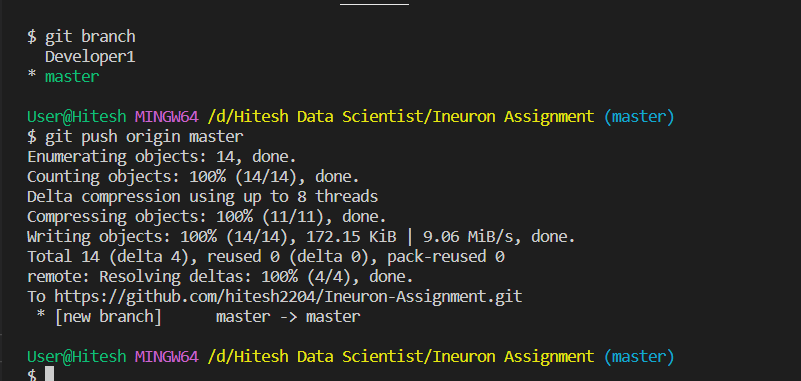 $ git branch
  Developer1
* master
User@Hitesh MINGW64 /d/Hitesh Data Scientist/Ineuron Assignment (master)
$ git push origin master
Enumerating objects: 14, done.
Counting objects: 100% (14/14), done.
Delta compression using up to 8 threads
Compressing objects: 100% (11/11), done.
Writing objects: 100% (14/14), 172.15 KiB | 9.06 MiB/s, done.
Total 14 (delta 4), reused 0 (delta 0), pack-reused 0
remote: Resolving deltas: 100% (4/4), done.
To https://github.com/hitesh2204/Ineuron-Assignment.git
 * [new branch]      master -> master
User@Hitesh MINGW64 /d/Hitesh Data Scientist/Ineuron Assignment (master)
$